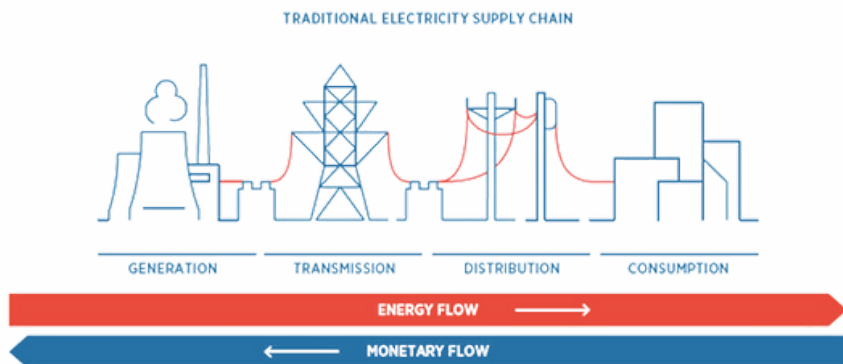 TRADITIONAL ELECTRICITY SUPPLY CHAIN
GENERATION
TRANSMISSION
DISTRIBUTION
CONSUMPTION
ENERGY FLOW
MONETARY FLOW